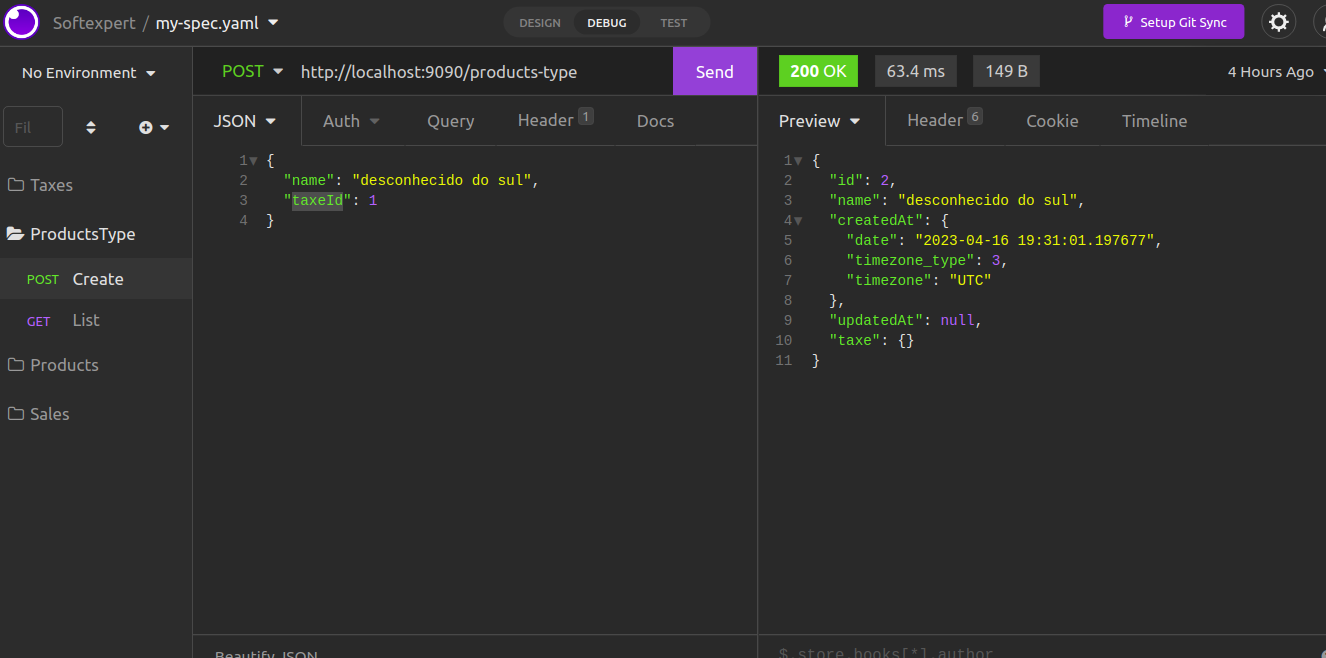 Softexpert / my-spec.yaml
DESIGN DEBUG TEST
Setup Git Sync
No Environment
POST http://localhost:9090/products-type
Send
200 OK 63.4 ms 149 B
4 Hours Ago
Fil
JSON Auth Query Header 1 Docs
Preview Header 6 Cookie Timeline
Taxes
ProductsType
POST Create
GET List
Products
Sales
1 {
2 "name": "desconhecido do sul",
3 "taxeId": 1
4 }
1 {
2 "id": 2,
3 "name": "desconhecido do sul",
4 "createdAt": {
5 "date": "2023-04-16 19:31:01.197677",
6 "timezone_type": 3,
7 "timezone": "UTC"
8 },
9 "updatedAt": null,
10 "taxe": {}
11 }
Beautify JSON
$.store.books[*].author